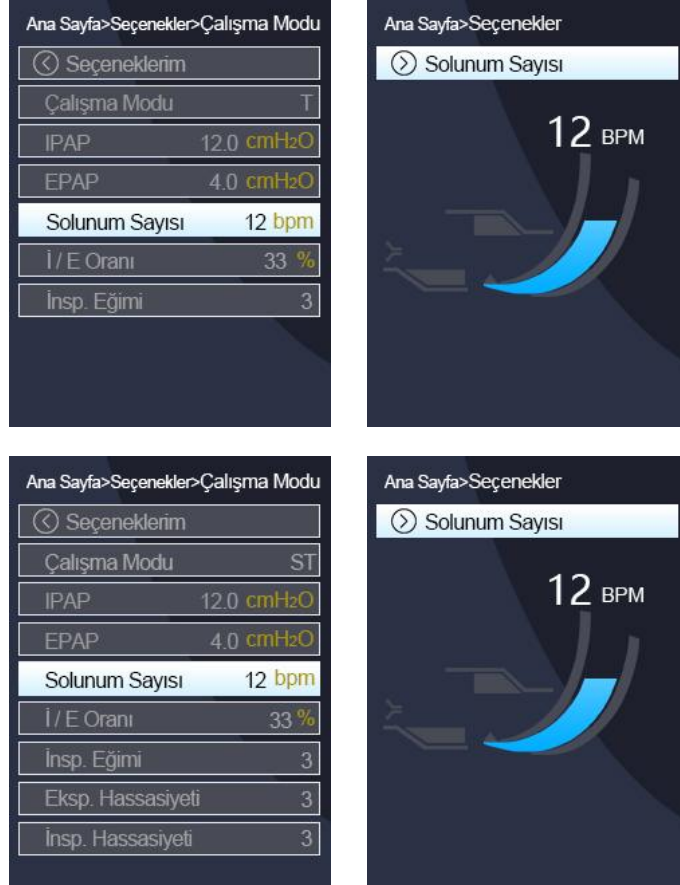 Ana Sayfa>Seçenekler>Çalışma Modu
Seçeneklerim
Çalışma Modu T
IPAP 12.0 cmH2O
EPAP 4.0 cmH2O
Solunum Sayısı 12 bpm
İ / E Oranı 33 %
İnsp. Eğimi 3
Ana Sayfa>Seçenekler
Solunum Sayısı
12 BPM
Ana Sayfa>Seçenekler>Çalışma Modu
Seçeneklerim
Çalışma Modu ST
IPAP 12.0 cmH2O
EPAP 4.0 cmH2O
Solunum Sayısı 12 bpm
İ / E Oranı 33 %
İnsp. Eğimi 3
Eksp. Hassasiyeti 3
İnsp. Hassasiyeti 3
Ana Sayfa>Seçenekler
Solunum Sayısı
12 BPM